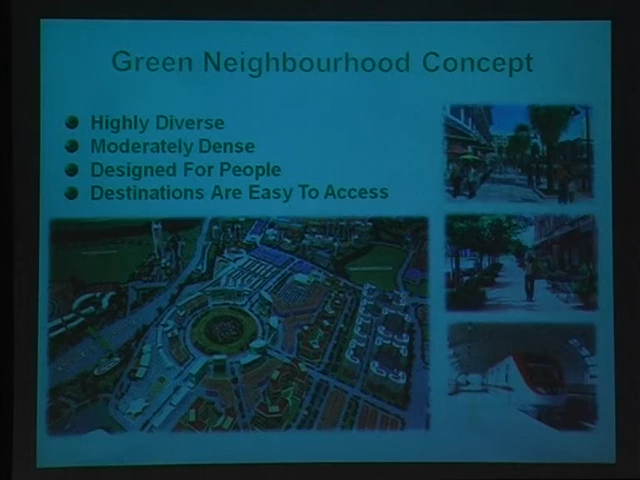 Green Neighbourhood Concept
Highly Diverse
Moderately Dense
Designed For People
Destinations Are Easy To Access